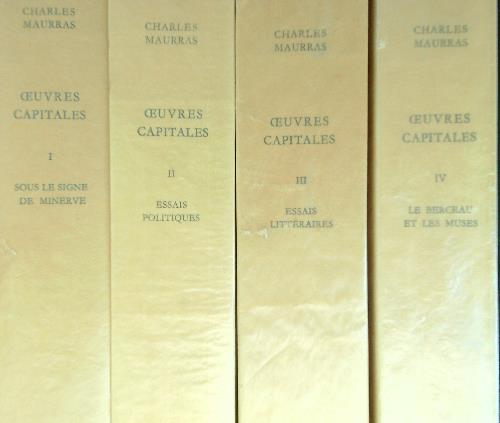 CHARLES
MAURRAS
ŒUVRES
CAPITALES
I
SOUS LE SIGNE
DE MINERVE
CHARLES
MAURRAS
ŒUVRES
CAPITALES
II
ESSAIS
POLITIQUES
CHARLES
MAURRAS
ŒUVRES
CAPITALES
III
ESSAIS
LITTÉRAIRES
CHARLES
MAURRAS
ŒUVRES
CAPITALES
IV
LE BERCEAU
ET LES MUSES